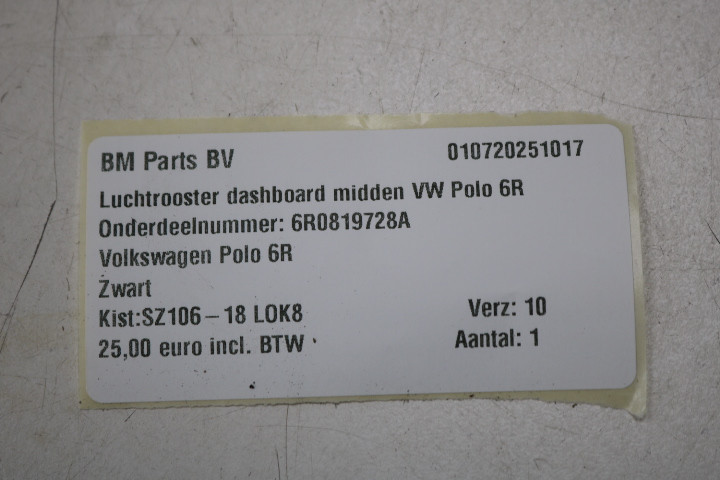 BM Parts BV 010720251017
Luchtrooster dashboard midden VW Polo 6R
Onderdeelnummer: 6R0819728A
Volkswagen Polo 6R
Zwart
Kist:SZ106-18 LOK8 Verz: 10
25,00 euro incl. BTW Aantal: 1